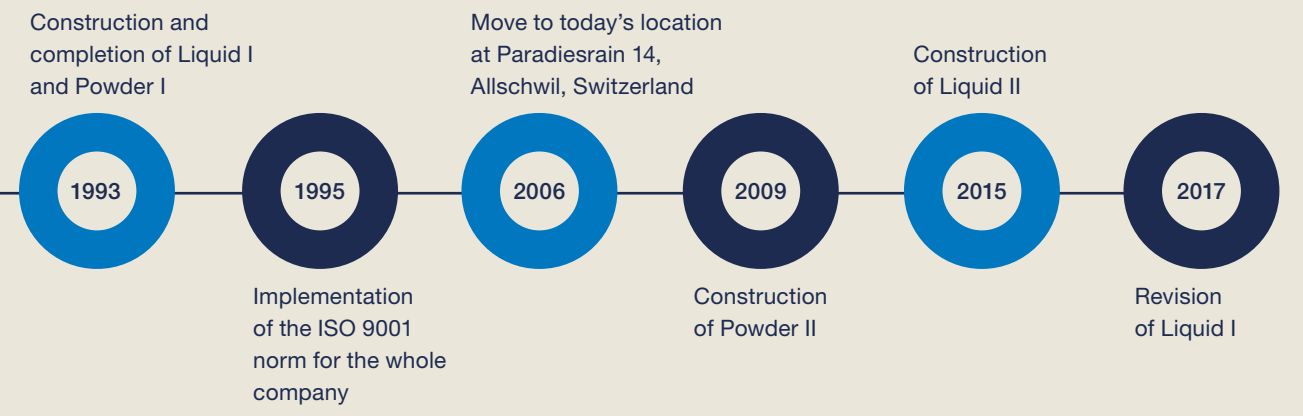 Construction and
completion of Liquid I
and Powder I
1993
1995
Implementation
of the ISO 9001
norm for the whole
company
Move to today’s location
at Paradiesrain 14,
Allschwil, Switzerland
2006
2009
Construction
of Powder II
Construction
of Liquid II
2015
2017
Revision
of Liquid I